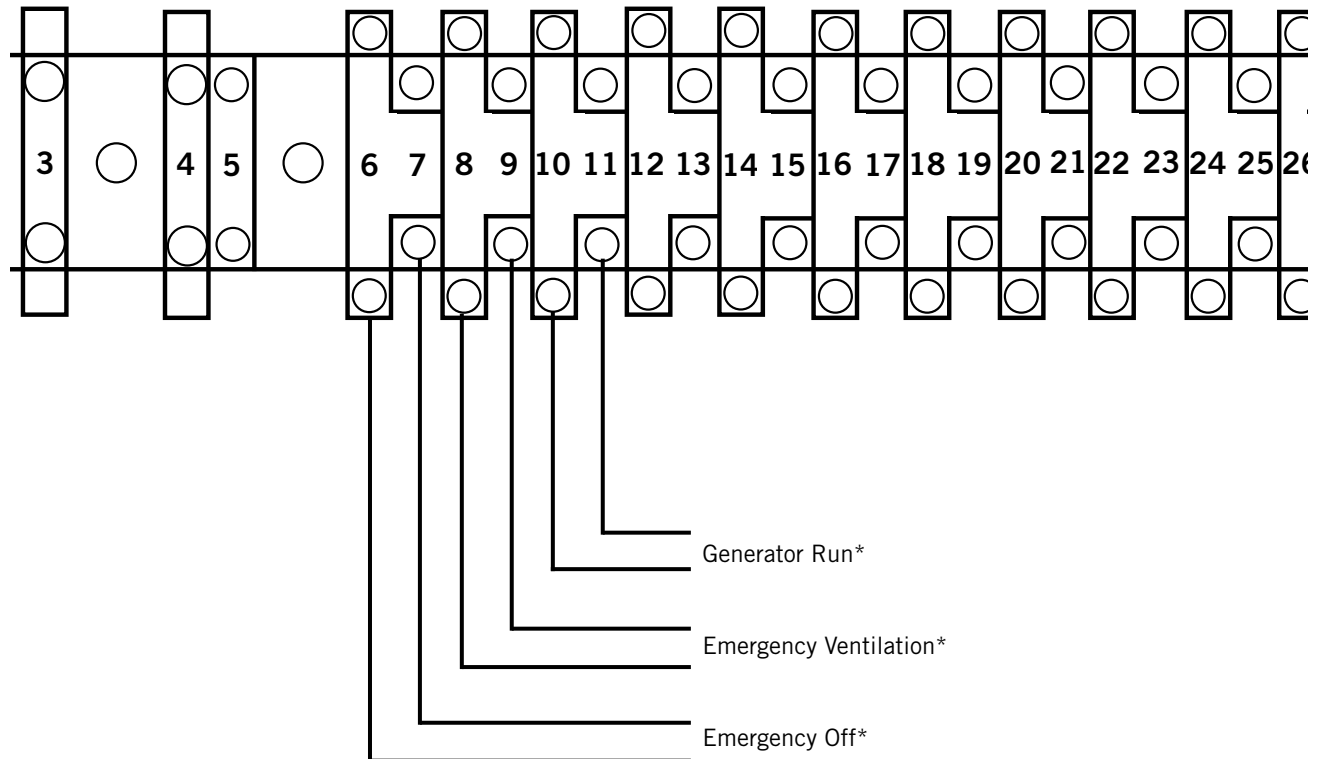 3 4 5 6 7 8 9 10 11 12 13 14 15 16 17 18 19 20 21 22 23 24 25 26
Generator Run*
Emergency Ventilation*
Emergency Off*